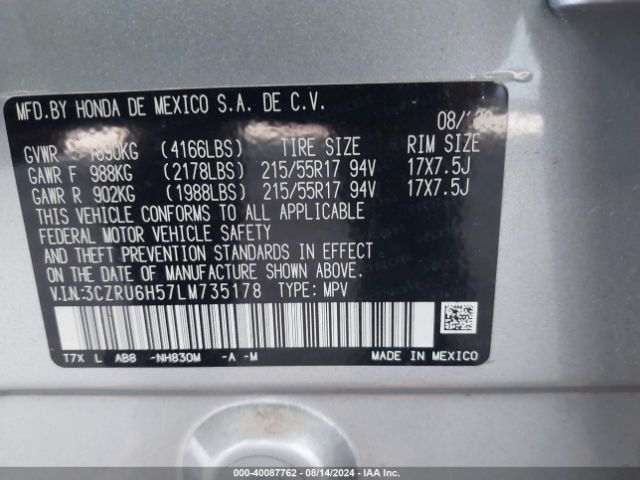 MFD.BY HONDA DE MEXICO S.A. DE C.V.
08/
GVWR (4166LBS) TIRE SIZE RIM SIZE
GAWR F 988KG (2178LBS) 215/55R17 94V 17X7.5J
GAWR R 902KG (1988LBS) 215/55R17 94V 17X7.5J
THIS VEHICLE CONFORMS TO ALL APPLICABLE
FEDERAL MOTOR VEHICLE SAFETY
AND THEFT PREVENTION STANDARDS IN EFFECT
ON THE DATE OF MANUFACTURE SHOWN ABOVE.
V.I.N:3CZRU6H57LM735178 TYPE: MPV
T7X L AB8 -NH830M -A -M MADE IN MEXICO
000-40087762 - 08/14/2024 - IAA Inc.